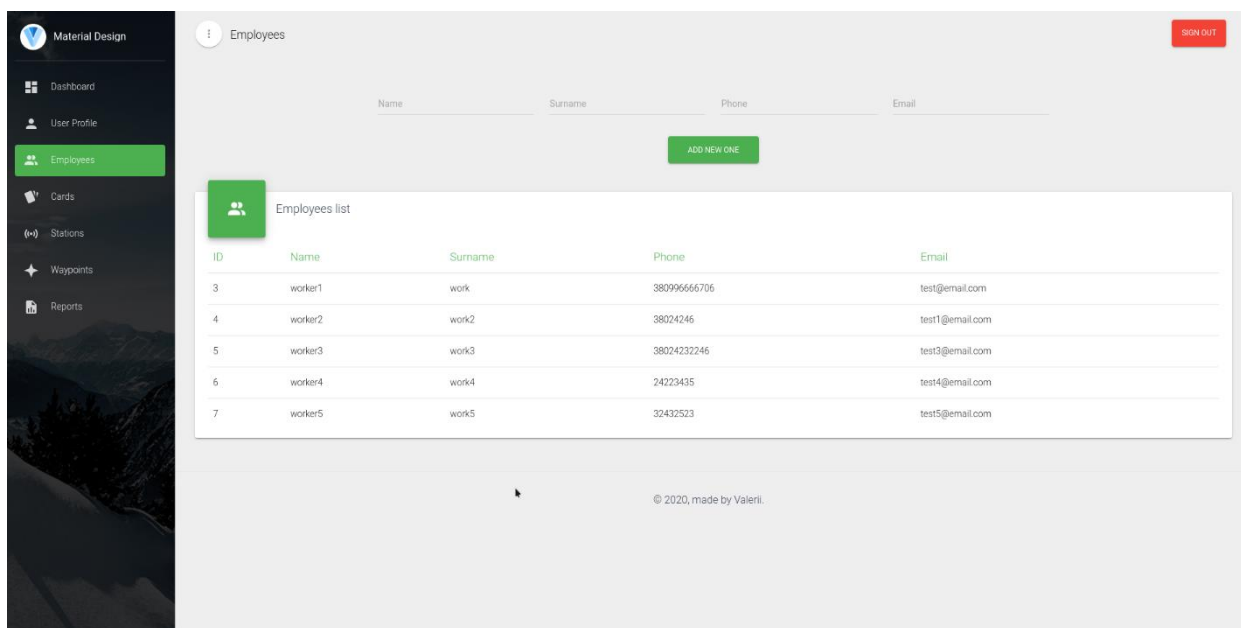 Material Design
Dashboard
User Profile
Employees
Cards
Stations
Waypoints
Reports
Employees
SIGN OUT
Name Surname Phone Email
ADD NEW ONE
Employees list
ID Name Surname Phone Email
3 worker1 work 380996666706 test@email.com
4 worker2 work2 38024246 test1@email.com
5 worker3 work3 38024232246 test3@email.com
6 worker4 work4 24223435 test4@email.com
7 worker5 work5 32432523 test5@email.com
© 2020, made by Valerii.